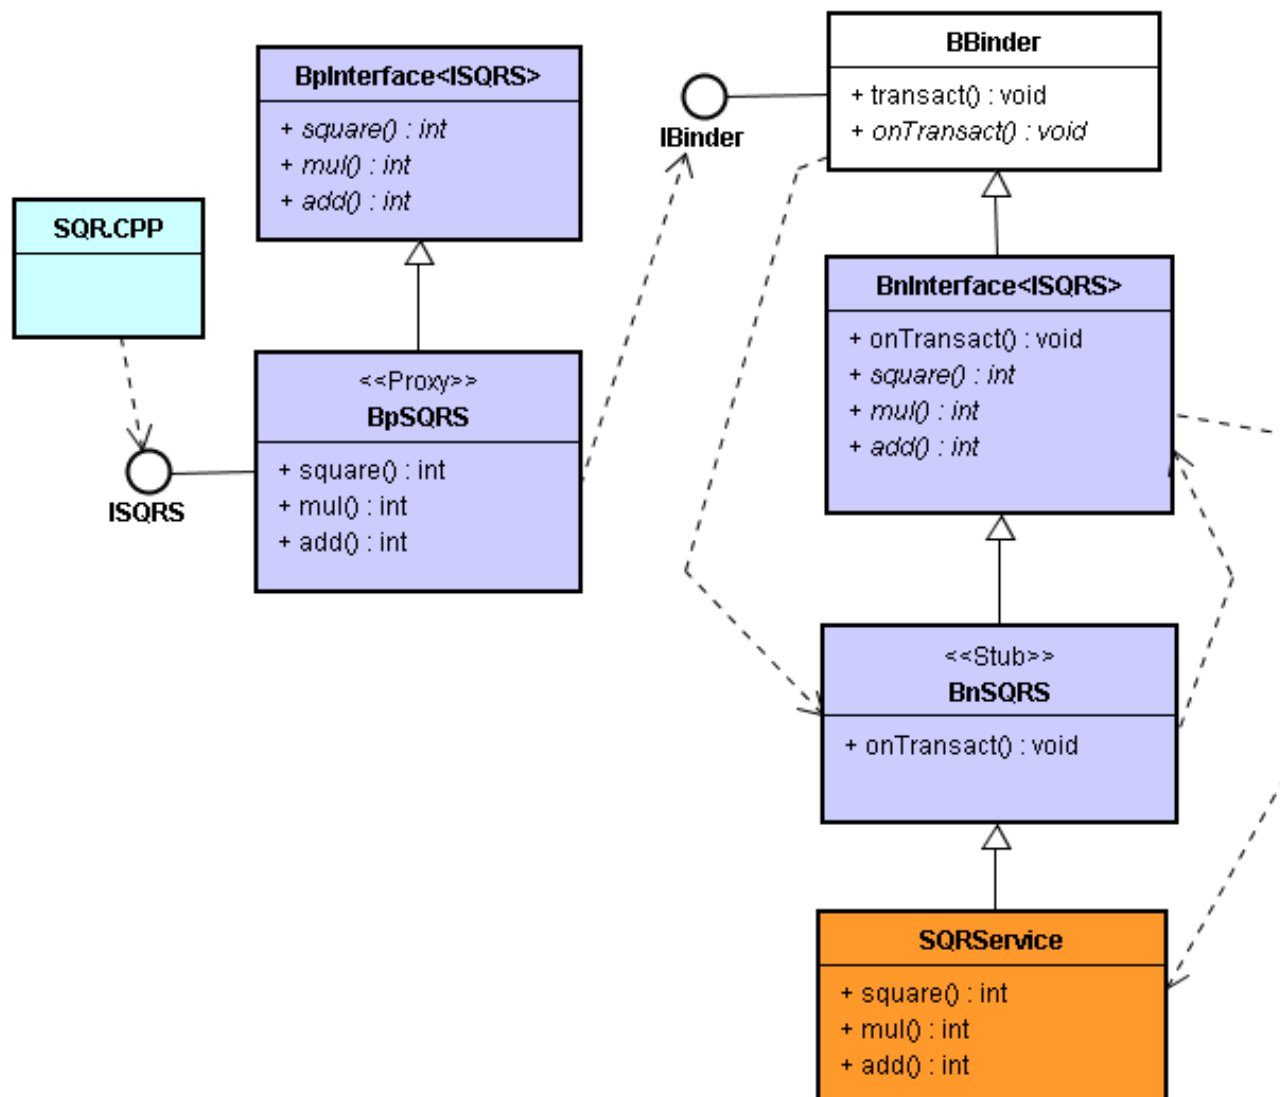 BpInterface<ISQRS>
+ square() : int
+ mul() : int
+ add() : int
SQR.CPP
<<Proxy>>
BpSQRS
+ square() : int
+ mul() : int
+ add() : int
ISQRS
IBinder
BBinder
+ transact() : void
+ onTransact() : void
BnInterface<ISQRS>
+ onTransact() : void
+ square() : int
+ mul() : int
+ add() : int
<<Stub>>
BnSQRS
+ onTransact() : void
SQRService
+ square() : int
+ mul() : int
+ add() : int